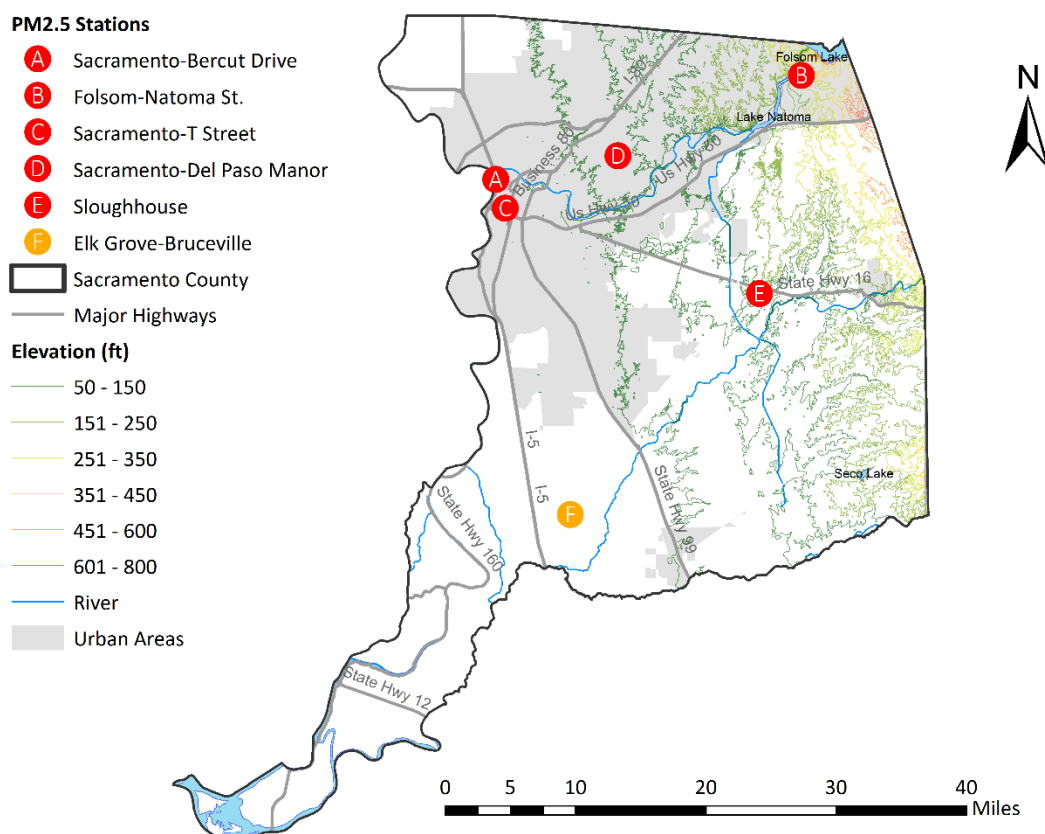 PM2.5 Stations
A Sacramento-Bercut Drive
B Folsom-Natoma St.
C Sacramento-T Street
D Sacramento-Del Paso Manor
E Sloughhouse
F Elk Grove-Bruceville
Sacramento County
Major Highways
Elevation (ft)
50 - 150
151 - 250
251 - 350
351 - 450
451 - 600
601 - 800
River
Urban Areas
N
Folsom Lake
B
I-80
Lake Natoma
Business 80
D
Us Hwy 50
A
C
Us Hwy 50
State Hwy 16
E
I-5
Seco Lake
I-5
State Hwy 99
State Hwy 160
F
State Hwy 12
0 5 10 20 30 40
Miles